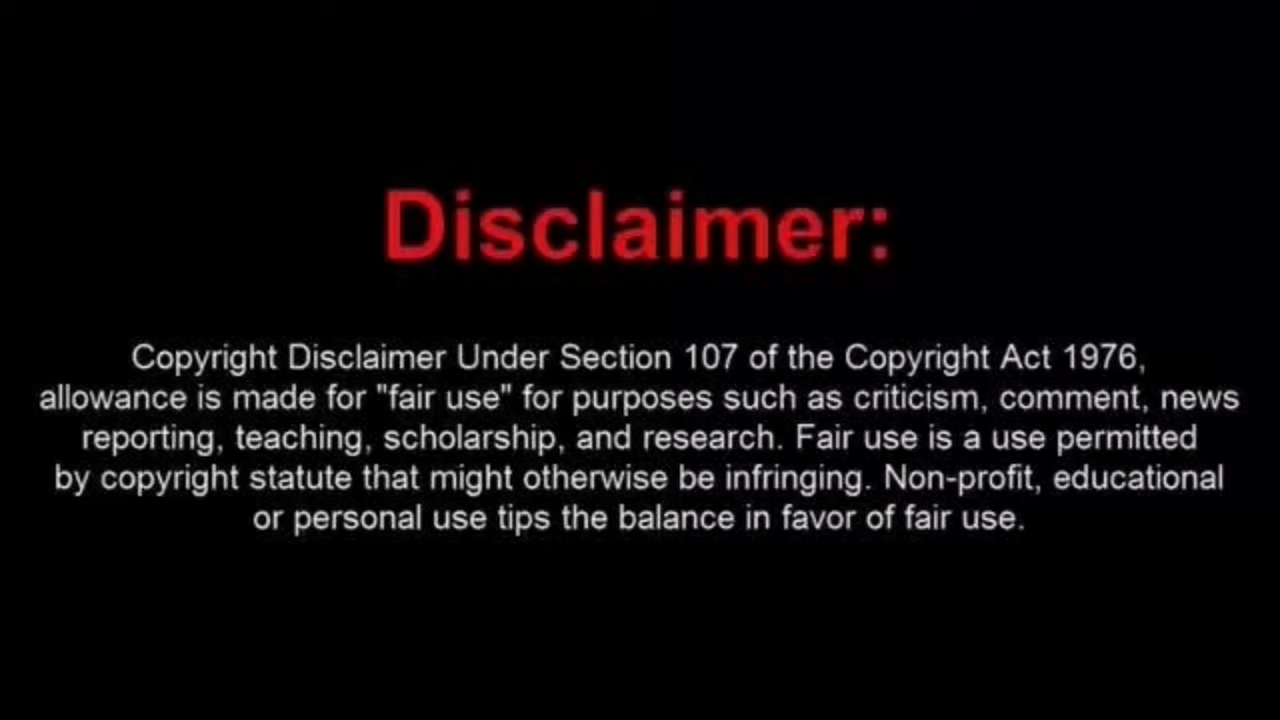 Disclaimer:
Copyright Disclaimer Under Section 107 of the Copyright Act 1976,
allowance is made for "fair use" for purposes such as criticism, comment, news
reporting, teaching, scholarship, and research. Fair use is a use permitted
by copyright statute that might otherwise be infringing. Non-profit, educational
or personal use tips the balance in favor of fair use.